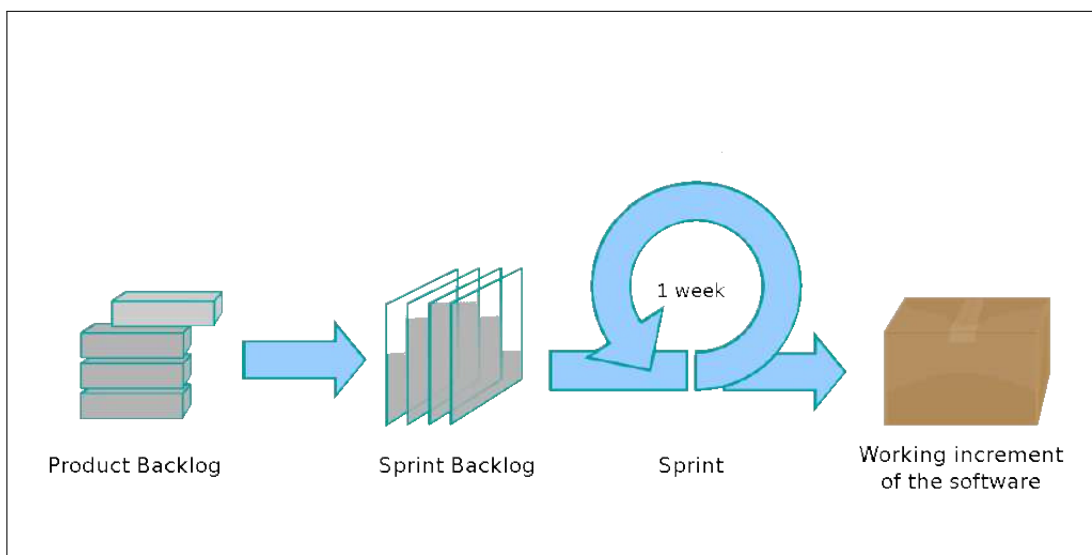 1 week
Product Backlog
Sprint Backlog
Sprint
Working increment
of the software